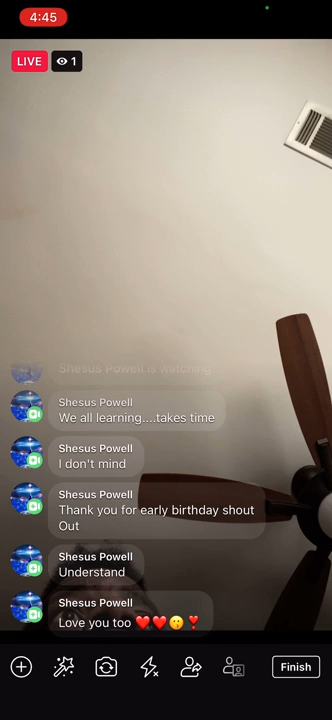 4:45
LIVE
1
Shesus Powell is watching
Shesus Powell
We all learning....takes time
Shesus Powell
I don't mind
Shesus Powell
Thank you for early birthday shout
Out
Shesus Powell
Understand
Shesus Powell
Love you too ❤️❤️😗❣️
Finish